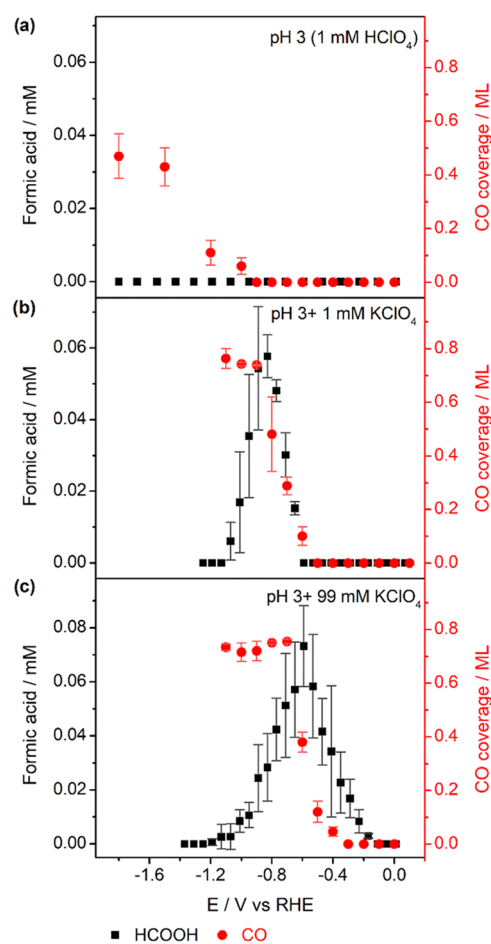 (a)
pH 3 (1 mM HClO₄)
Formic acid / mM
0.06
0.04
0.02
0.00
CO coverage / ML
0.8
0.6
0.4
0.2
0.0
(b)
pH 3+ 1 mM KClO₄
Formic acid / mM
0.06
0.04
0.02
0.00
CO coverage / ML
0.8
0.6
0.4
0.2
0.0
(c)
pH 3+ 99 mM KClO₄
Formic acid / mM
0.08
0.06
0.04
0.02
0.00
CO coverage / ML
0.8
0.6
0.4
0.2
0.0
-1.6 -1.2 -0.8 -0.4 0.0
E / V vs RHE
HCOOH CO